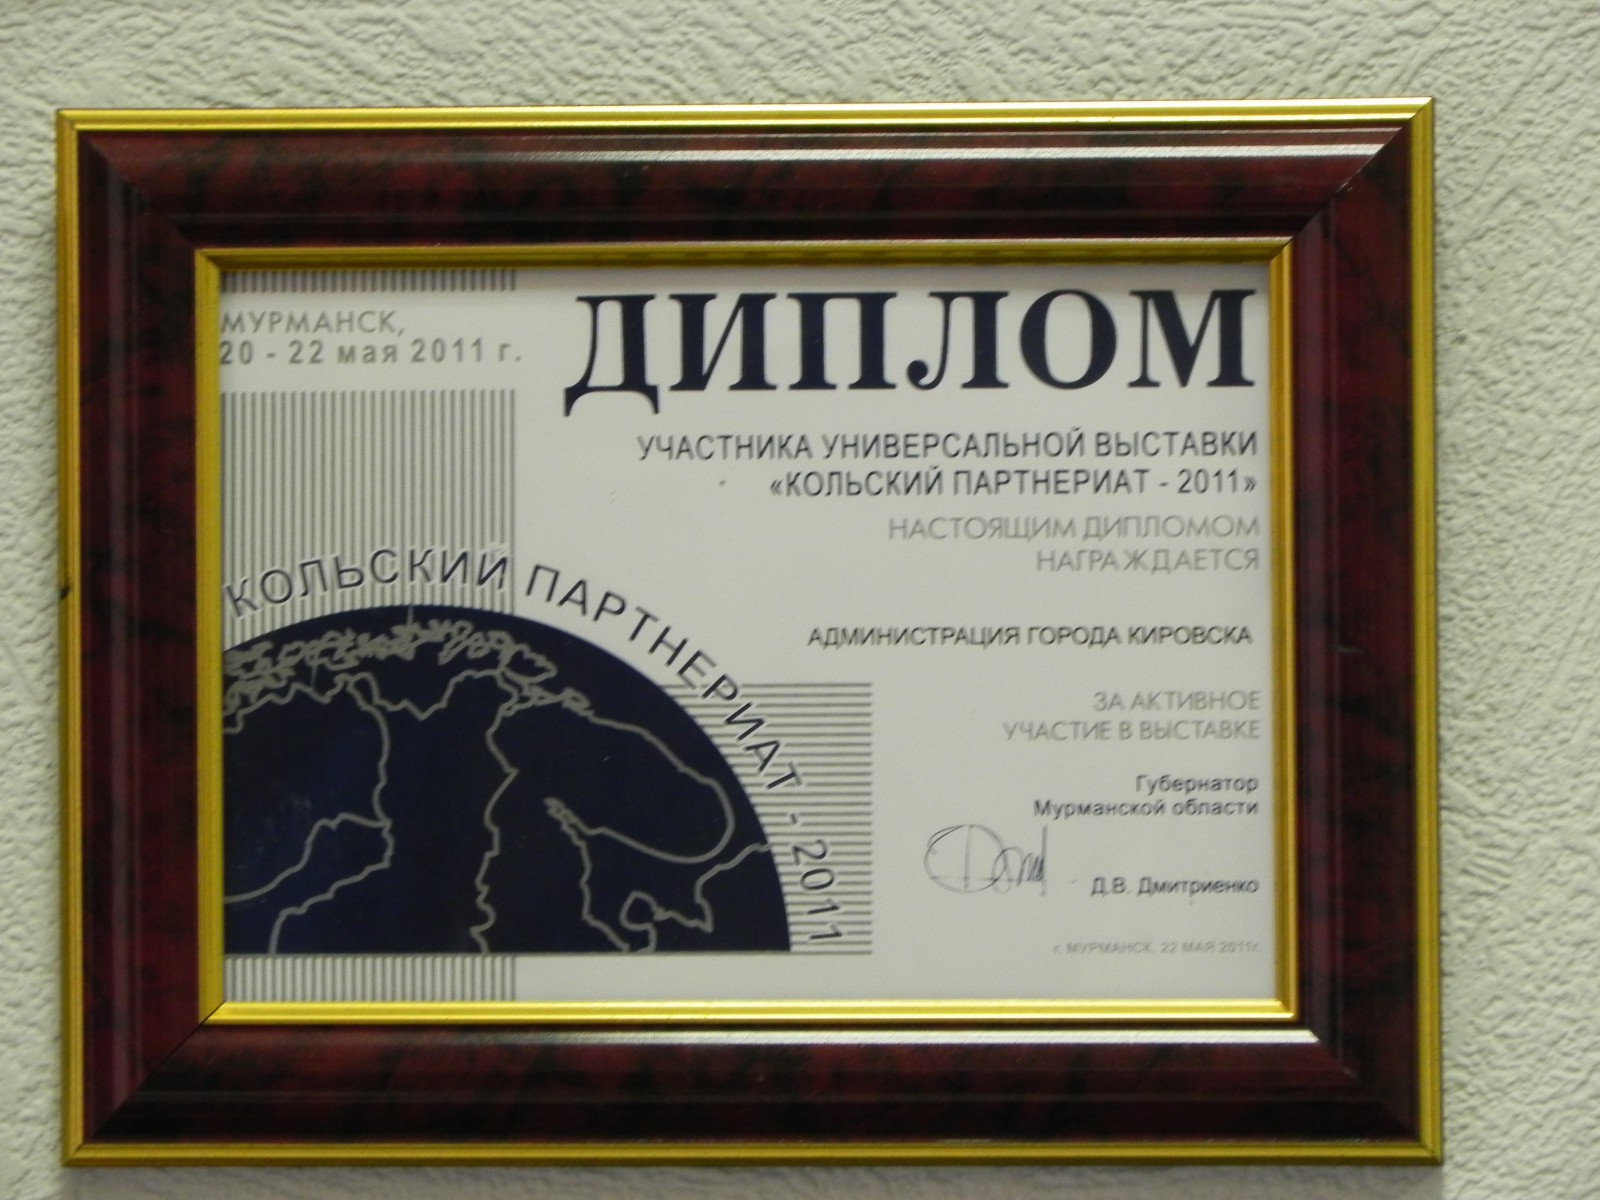 МУРМАНСК,
20 - 22 мая 2011 г.
ДИПЛОМ
УЧАСТНИКА УНИВЕРСАЛЬНОЙ ВЫСТАВКИ
«КОЛЬСКИЙ ПАРТНЕРИАТ - 2011»
НАСТОЯЩИМ ДИПЛОМОМ
НАГРАЖДАЕТСЯ
КОЛЬСКИЙ ПАРТНЕРИАТ - 2011
АДМИНИСТРАЦИЯ ГОРОДА КИРОВСКА
ЗА АКТИВНОЕ
УЧАСТИЕ В ВЫСТАВКЕ
Губернатор
Мурманской области
Д.В. Дмитриенко
г. МУРМАНСК, 22 МАЯ 2011г.